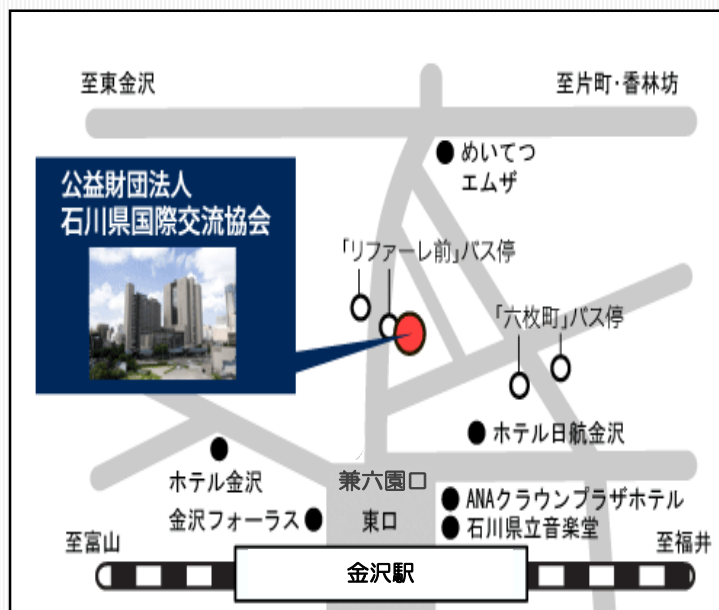 至東金沢
至片町・香林坊
めいてつ
エムザ
公益財団法人
石川県国際交流協会
「リファーレ前」バス停
「六枚町」バス停
ホテル日航金沢
ホテル金沢
兼六園口
金沢フォーラス
東口
ANAクラウンプラザホテル
石川県立音楽堂
至富山
至福井
金沢駅